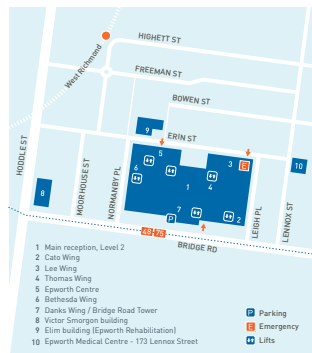 HIGHETT ST
West Richmond
FREEMAN ST
BOWEN ST
9
ERIN ST
HODDLE ST
5
3 E
10
6
4
1
MOORHOUSE ST
NORMANBY PL
8
7
P
2
LEIGH PL
LENNOX ST
48 - 75
BRIDGE RD
1 Main reception, Level 2
2 Cato Wing
3 Lee Wing
4 Thomas Wing
5 Epworth Centre
6 Bethesda Wing
7 Danks Wing / Bridge Road Tower
8 Victor Smorgon building
9 Elim building (Epworth Rehabilitation)
10 Epworth Medical Centre - 173 Lennox Street
P Parking
E Emergency
Lifts